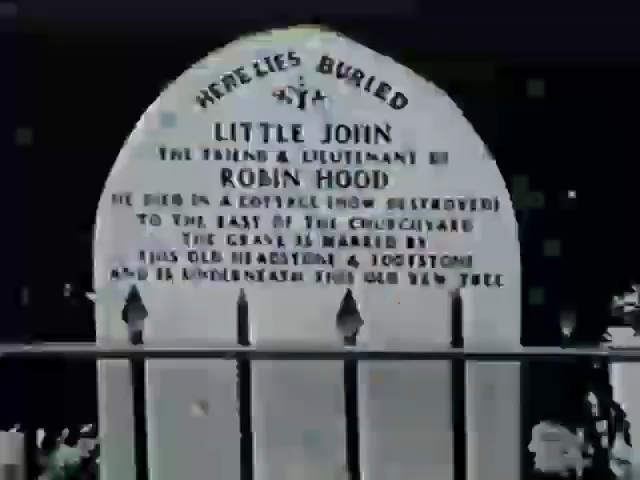 HERE LIES BURIED
LITTLE JOHN
THE FRIEND & LIEUTENANT OF
ROBIN HOOD
HE DIED IN A COTTAGE (NOW DESTROYED)
TO THE EAST OF THE CHURCHYARD
THE GRAVE IS MARKED BY
THIS OLD HEADSTONE & FOOTSTONE
AND IS UNDERNEATH THIS OLD YEW TREE